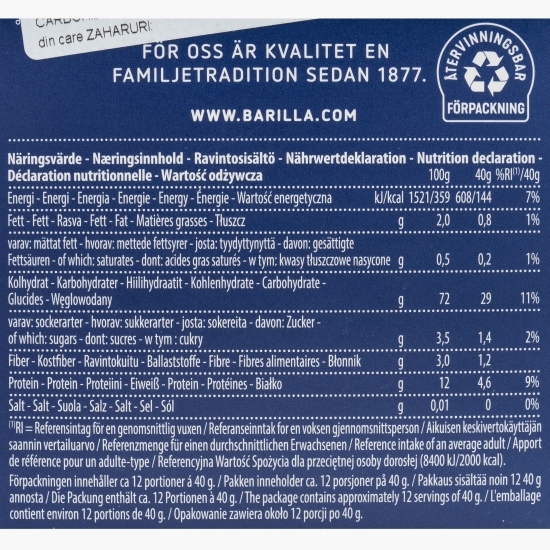 din care ZAHARURI:
FÖR OSS ÄR KVALITET EN
FAMILJETRADITION SEDAN 1877.
WWW.BARILLA.COM
ÅTERVINNINGSBAR
FÖRPACKNING
Näringsvärde - Næringsinnhold - Ravintosisältö - Nährwertdeklaration - Nutrition declaration -
Déclaration nutritionnelle - Wartość odżywcza 100g 40g %RI(1)/40g
Energi - Energi - Energia - Energie - Energy - Énergie - Wartość energetyczna kJ/kcal 1521/359 608/144 7%
Fett - Fett - Rasva - Fett - Fat - Matières grasses - Tłuszcz g 2,0 0,8 1%
varav: mättat fett - hvorav: mettede fettsyrer - josta: tyydyttynyttä - davon: gesättigte
Fettsäuren - of which: saturates - dont: acides gras saturés - w tym: kwasy tłuszczowe nasycone g 0,5 0,2 1%
Kolhydrat - Karbohydrater - Hiilihydraatit - Kohlenhydrate - Carbohydrate -
Glucides - Węglowodany g 72 29 11%
varav: sockerarter - hvorav: sukkerarter - josta: sokereita - davon: Zucker -
of which: sugars - dont: sucres - w tym : cukry g 3,5 1,4 2%
Fiber - Kostfiber - Ravintokuitu - Ballaststoffe - Fibre - Fibres alimentaires - Błonnik g 3,0 1,2
Protein - Protein - Proteiini - Eiweiß - Protein - Protéines - Białko g 12 4,6 9%
Salt - Salt - Suola - Salz - Salt - Sel - Sól g 0,01 0 0%
(1)RI = Referensintag för en genomsnittlig vuxen / Referanseinntak for en voksen gjennomsnittsperson / Aikuisen keskivertokäyttäjän
saannin vertailuarvo / Referenzmenge für einen durchschnittlichen Erwachsenen / Reference intake of an average adult / Apport
de référence pour un adulte-type / Referencyjna Wartość Spożycia dla przeciętnej osoby dorosłej (8400 kJ/2000 kcal).
Förpackningen innehåller ca 12 portioner á 40 g. / Pakken inneholder ca 12 porsjoner på 40 g. / Pakkaus sisältää noin 12 40 g
annosta / Die Packung enthält ca. 12 Portionen à 40 g. / The package contains approximately 12 servings of 40 g. / L'emballage
contient environ 12 portions de 40 g. / Opakowanie zawiera około 12 porcji po 40 g.